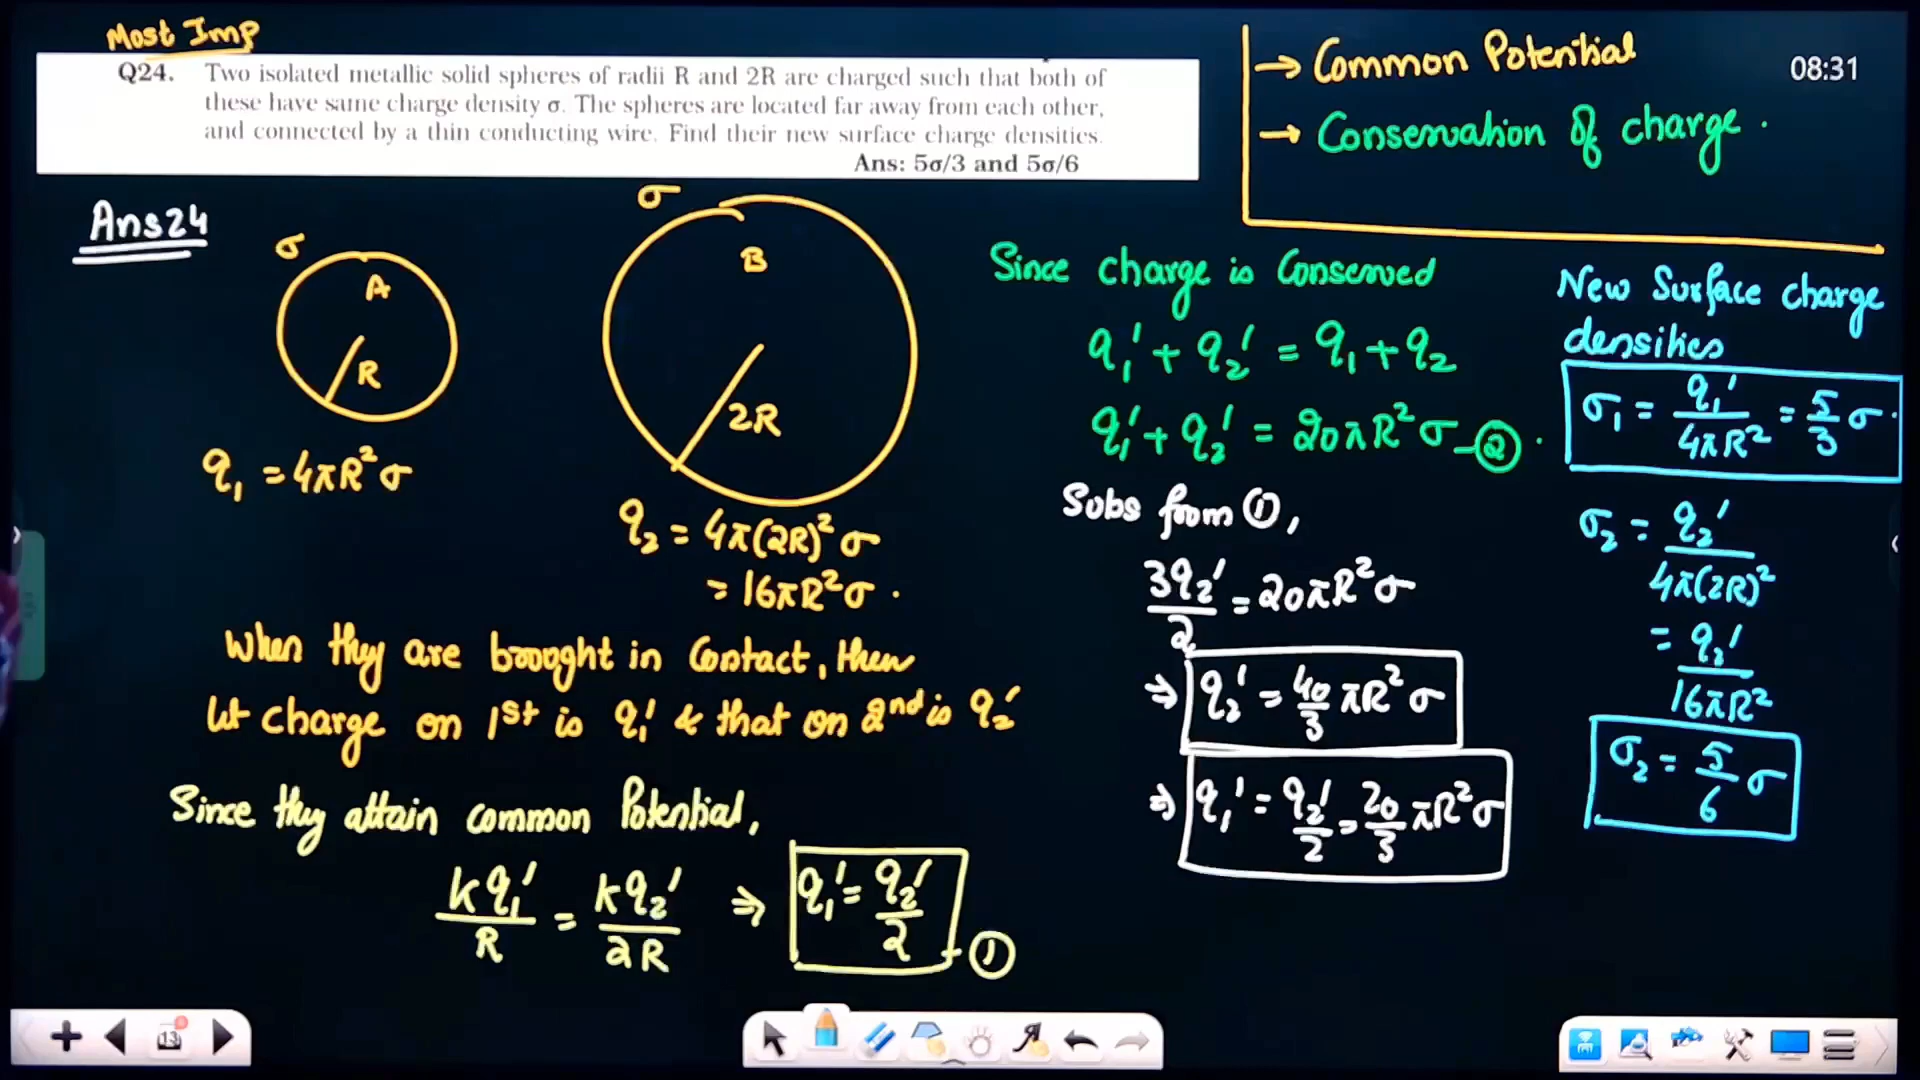 Most Imp
Q24. Two isolated metallic solid spheres of radii R and 2R are charged such that both of
these have same charge density σ. The spheres are located far away from each other,
and connected by a thin conducting wire. Find their new surface charge densities.
Ans: 5σ/3 and 5σ/6
→ Common Potential
→ Conservation of charge.
08:31
Ans24
σ
A
R
q₁ = 4πR²σ
σ
B
2R
q₂ = 4π(2R)²σ
= 16πR²σ.
When they are brought in Contact, then
let charge on 1st is q₁' & that on 2nd is q₂'
Since they attain common Potential,
kq₁'/R = kq₂'/2R ⇒ q₁' = q₂'/2 - ①
Since charge is Conserved
q₁' + q₂' = q₁ + q₂
q₁' + q₂' = 20πR²σ - ②.
Subs from ①,
3q₂'/2 = 20πR²σ
⇒ q₂' = 40/3 πR²σ
⇒ q₁' = q₂'/2 = 20/3 πR²σ
New Surface charge
densities
σ₁ = q₁'/4πR² = 5/3 σ.
σ₂ = q₂'/4π(2R)²
= q₂'/16πR²
σ₂ = 5/6 σ
13